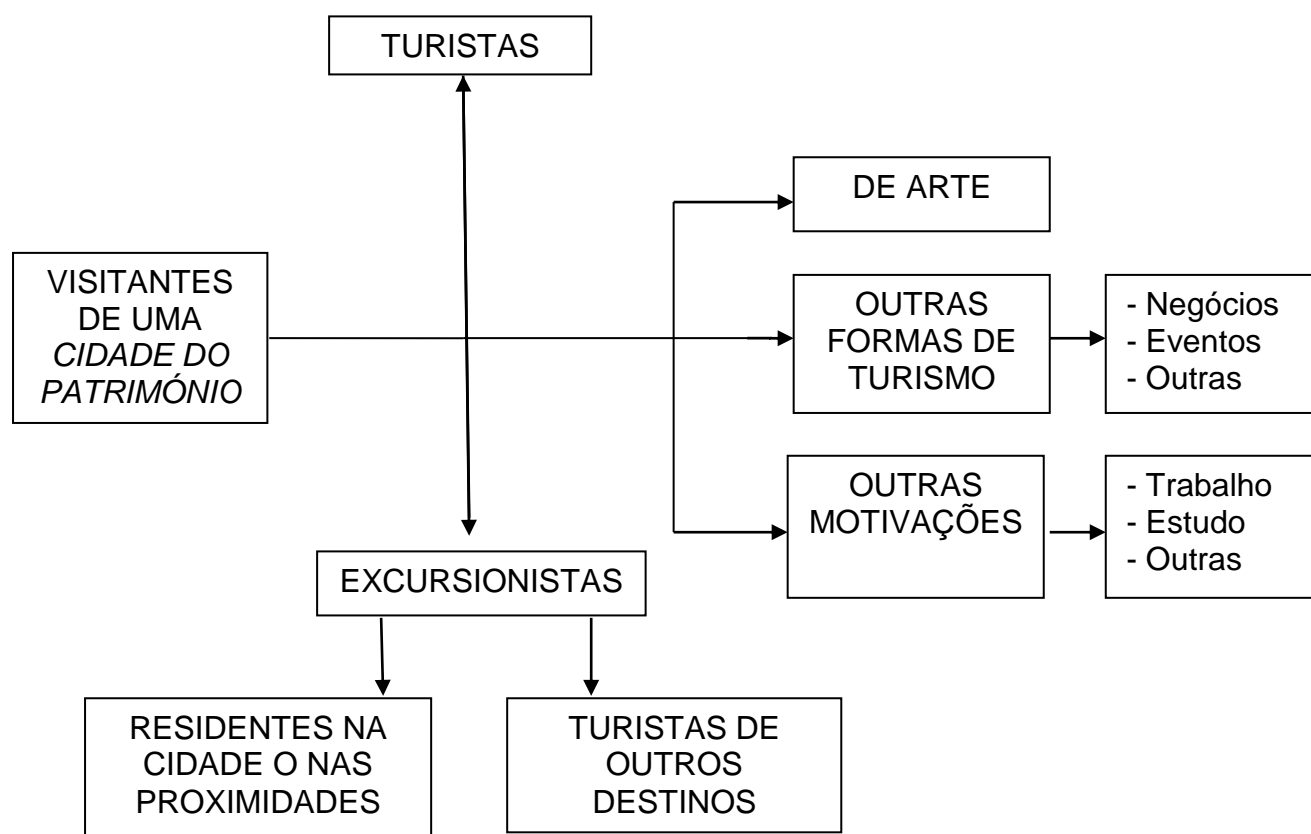 TURISTAS
DE ARTE
VISITANTES
DE UMA
CIDADE DO
PATRIMÓNIO
OUTRAS
FORMAS DE
TURISMO
- Negócios
- Eventos
- Outras
OUTRAS
MOTIVAÇÕES
- Trabalho
- Estudo
- Outras
EXCURSIONISTAS
RESIDENTES NA
CIDADE O NAS
PROXIMIDADES
TURISTAS DE
OUTROS
DESTINOS